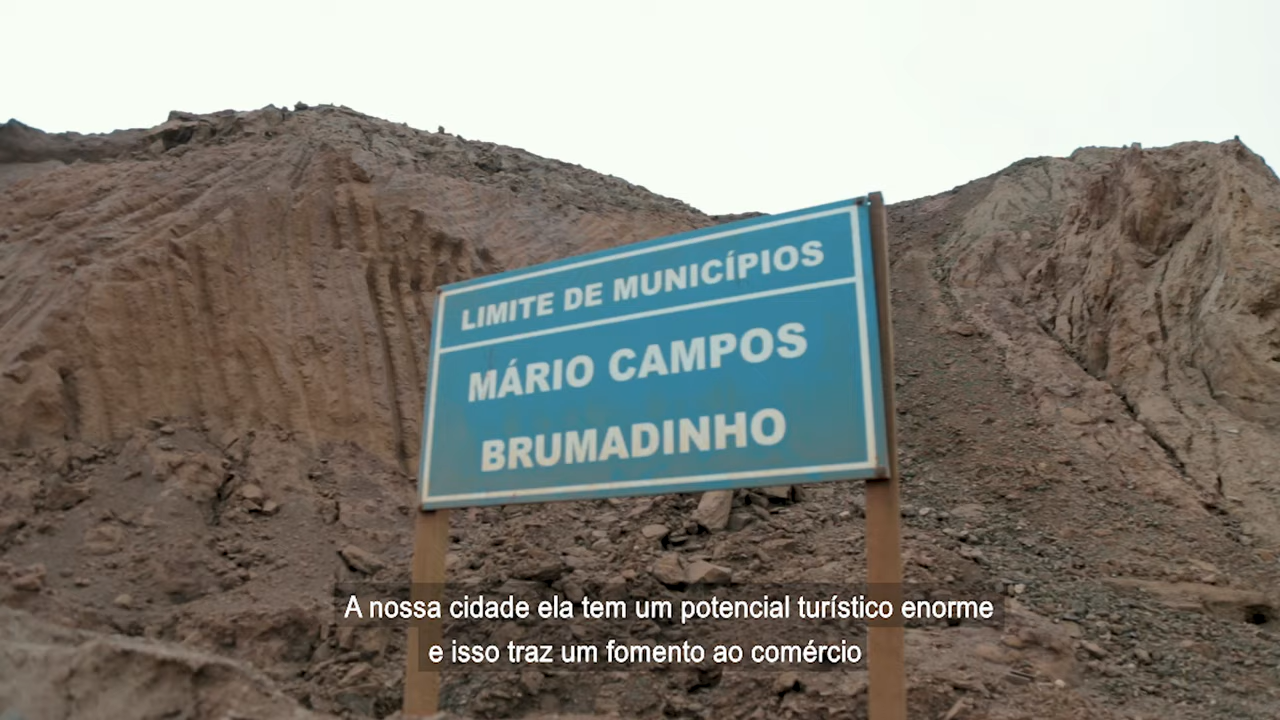 LIMITE DE MUNICÍPIOS
MÁRIO CAMPOS
BRUMADINHO
A nossa cidade ela tem um potencial turístico enorme
e isso traz um fomento ao comércio